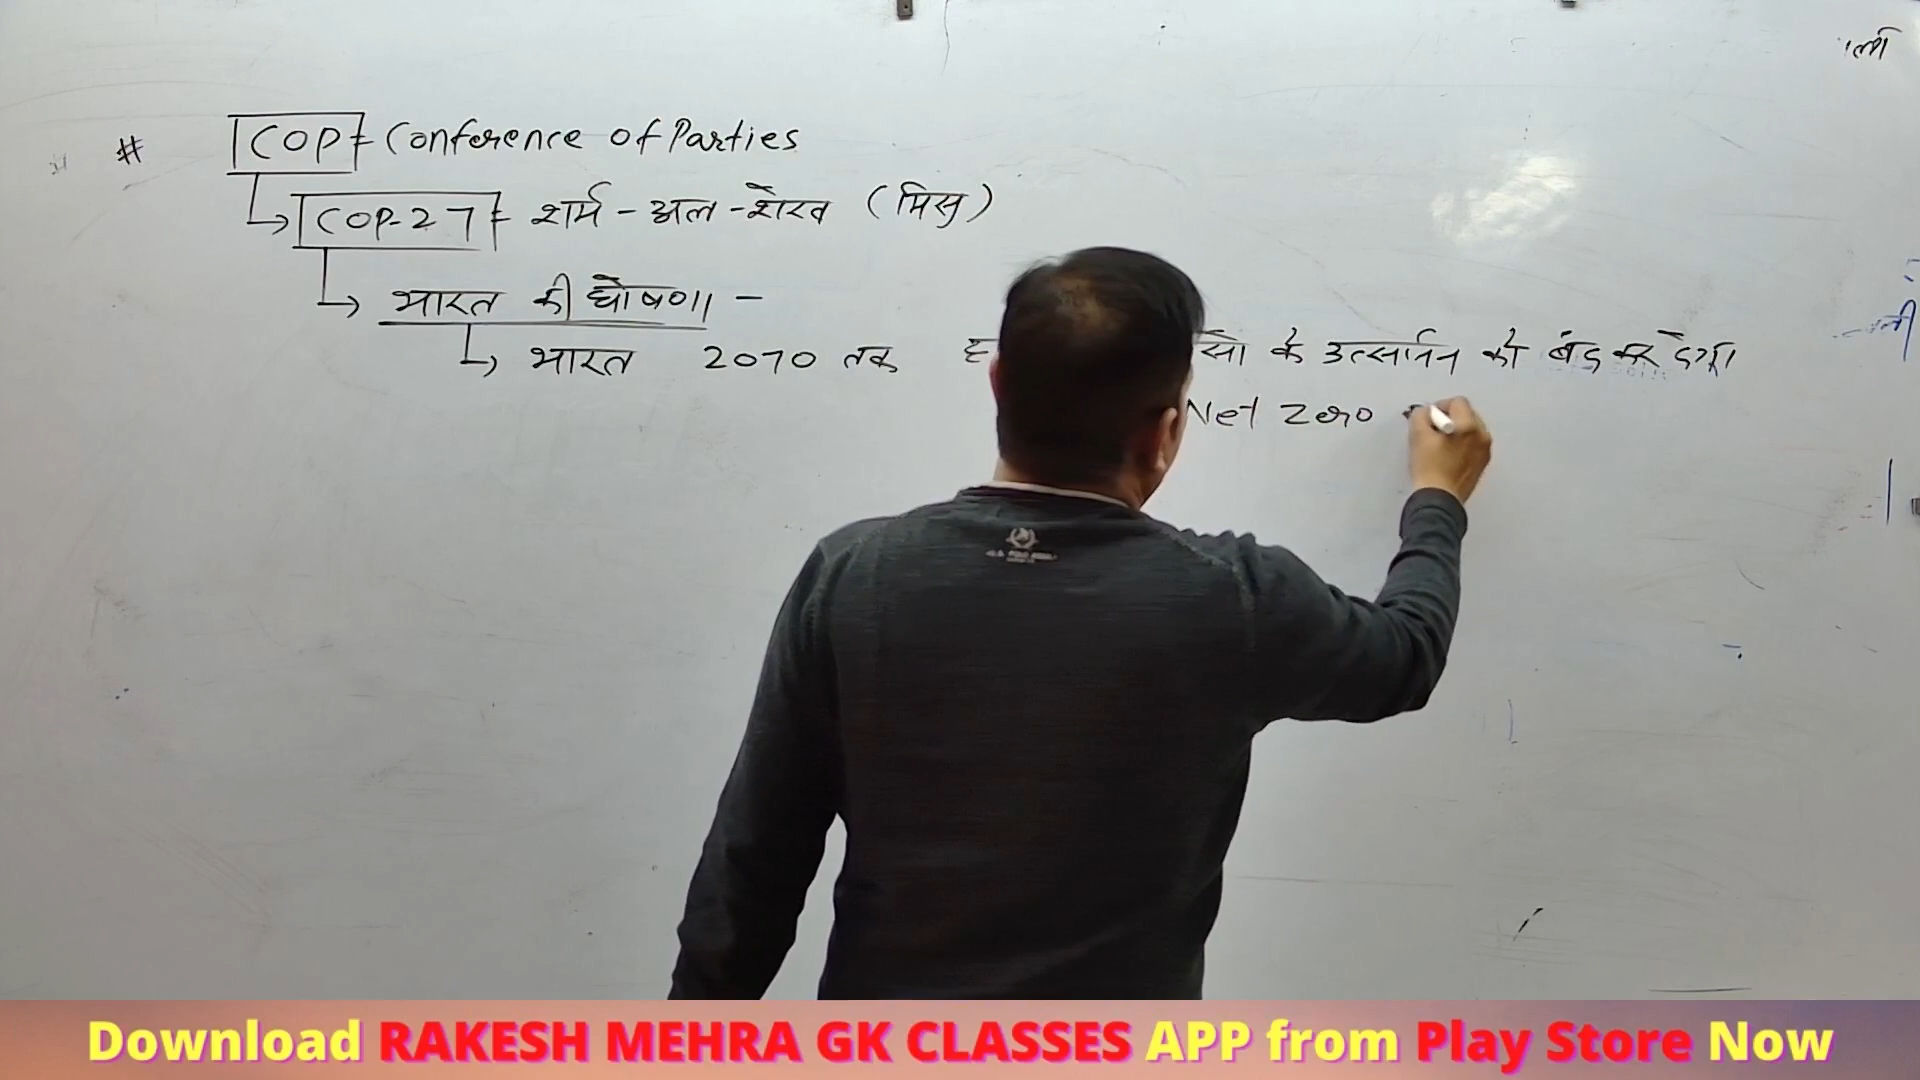 # COP = Conference of Parties
COP-27 = शर्म - अल - शेख (मिस्र)
भारत की घोषणा -
भारत 2070 तक के उत्सर्जन को बंद कर देगा
Net Zero
Download RAKESH MEHRA GK CLASSES APP from Play Store Now